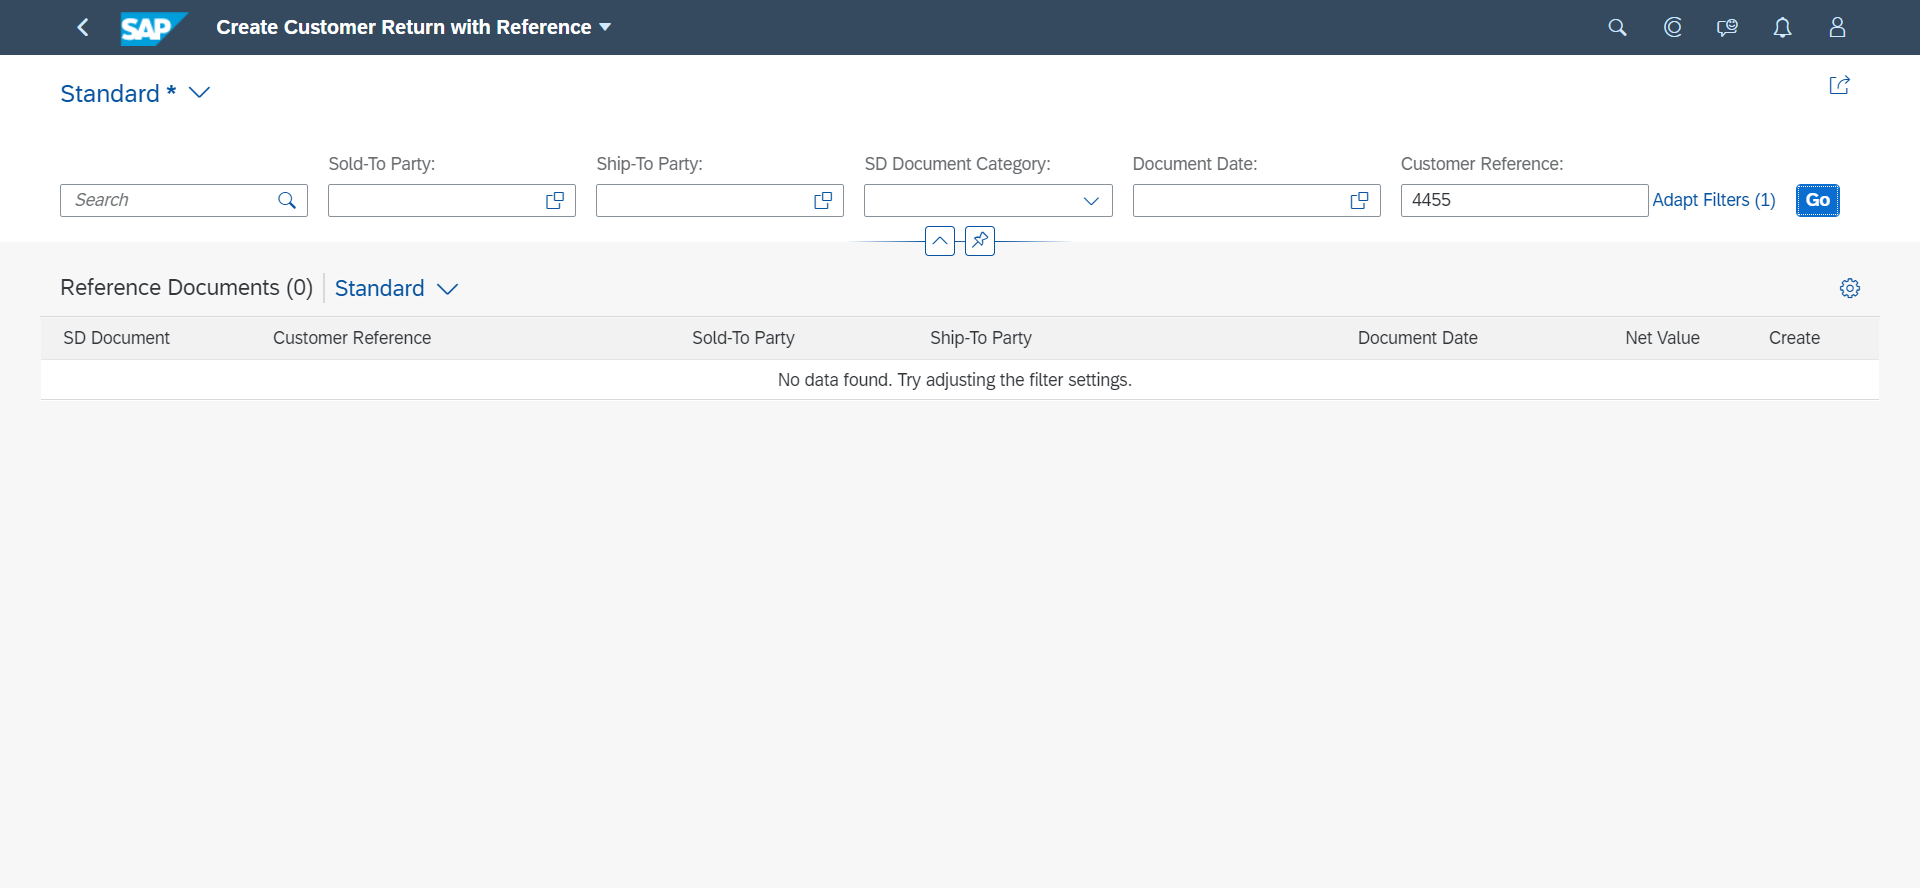 SAP Create Customer Return with Reference
Standard *
Sold-To Party: Ship-To Party: SD Document Category: Document Date: Customer Reference:
Search 4455 Adapt Filters (1) Go
Reference Documents (0) Standard
SD Document Customer Reference Sold-To Party Ship-To Party Document Date Net Value Create
No data found. Try adjusting the filter settings.